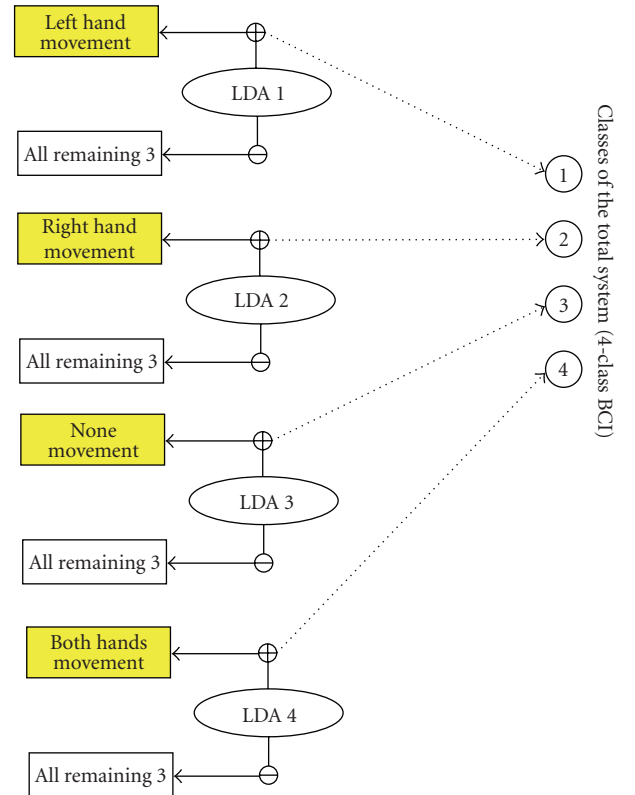 Left hand
movement
LDA 1
All remaining 3
Right hand
movement
LDA 2
All remaining 3
None
movement
LDA 3
All remaining 3
Both hands
movement
LDA 4
All remaining 3
1
2
3
4
Classes of the total system (4-class BCI)